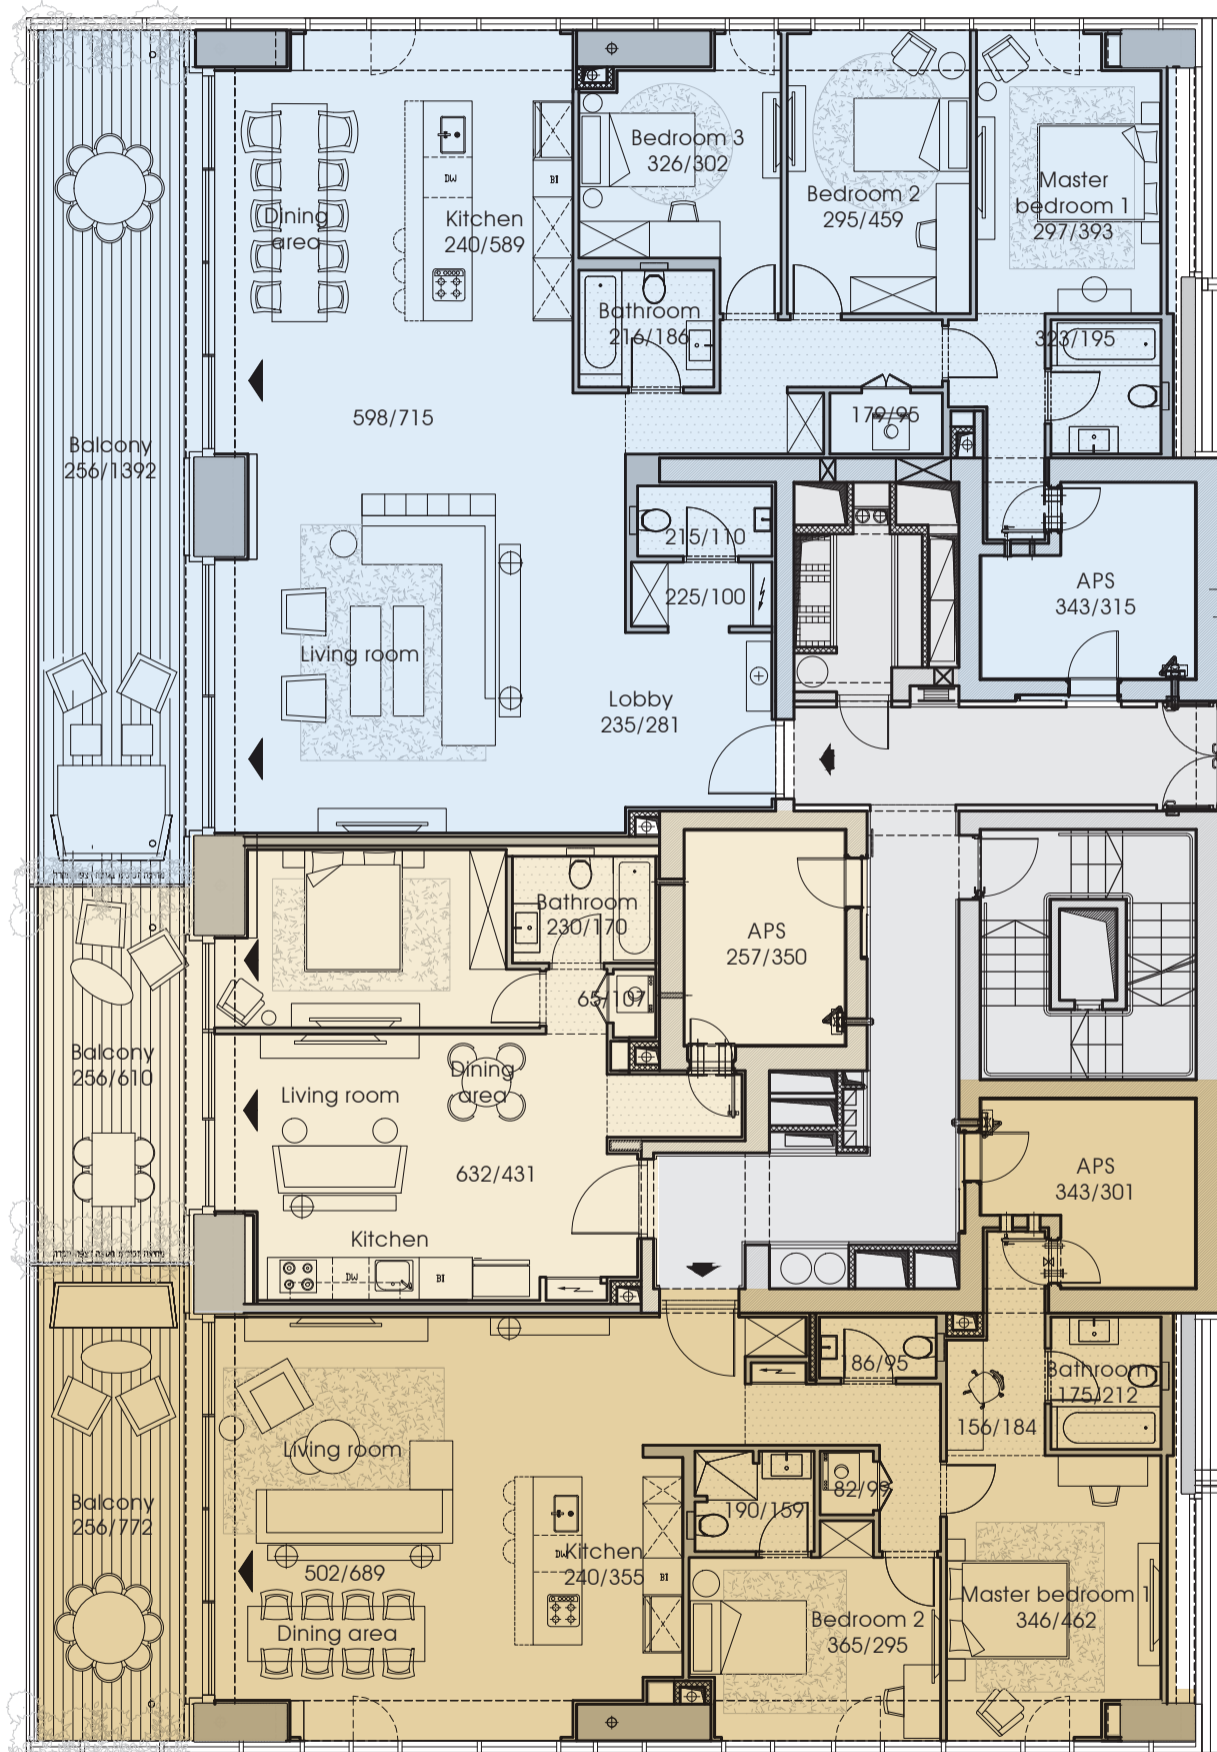 Bedroom 3
326/302
Bedroom 2
295/459
Master
bedroom 1
297/393
Dining
area
Kitchen
240/589
DW
BI
Bathroom
216/186
323/195
598/715
179/95
Balcony
256/1392
215/110
225/100
APS
343/315
Living room
Lobby
235/281
Bathroom
230/170
APS
257/350
65/107
Balcony
256/610
Dining
area
Living room
632/431
APS
343/301
Kitchen
DW
BI
186/95
Bathroom
175/212
156/184
Living room
Balcony
256/772
190/159
82/99
502/689
Kitchen
240/355
DW
BI
Dining area
Bedroom 2
365/295
Master bedroom 1
346/462